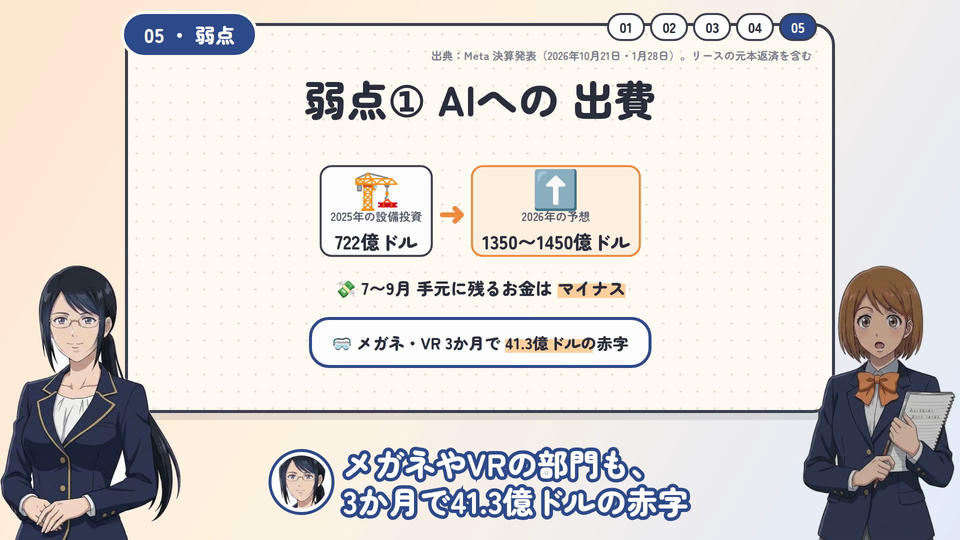 05 ・ 弱点
01 02 03 04 05
出典：Meta 決算発表（2026年10月21日・1月28日）。リースの元本返済を含む
弱点① AIへの 出費
2025年の設備投資
722億ドル
2026年の予想
1350〜1450億ドル
7〜9月 手元に残るお金は マイナス
メガネ・VR 3か月で 41.3億ドルの赤字
メガネやVRの部門も、
3か月で41.3億ドルの赤字